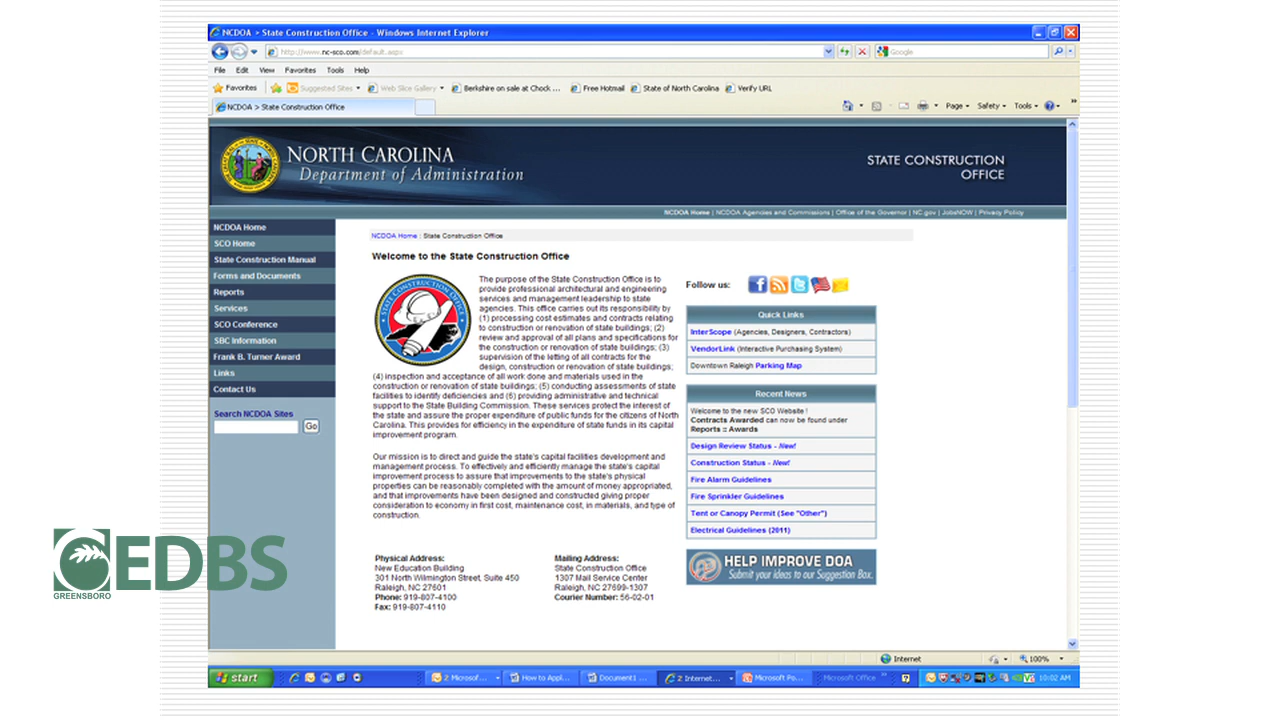 NCDOA > State Construction Office - Windows Internet Explorer
http://www.nc-sco.com/default.aspx
Google
File Edit View Favorites Tools Help
Favorites Suggested Sites Web Slice Gallery Berkshire on sale at Chock ... Free Hotmail State of North Carolina Verify URL
NCDOA > State Construction Office
Page Safety Tools
NORTH CAROLINA
Department of Administration
STATE CONSTRUCTION
OFFICE
NCDOA Home | NCDOA Agencies and Commissions | Office of the Governor | NC.gov | JobsNOW | Privacy Policy
NCDOA Home
SCO Home
State Construction Manual
Forms and Documents
Reports
Services
SCO Conference
SBC Information
Frank B. Turner Award
Links
Contact Us
Search NCDOA Sites
Go
NCDOA Home | State Construction Office
Welcome to the State Construction Office
STATE CONSTRUCTION OFFICE
The purpose of the State Construction Office is to
provide professional architectural and engineering
services and management leadership to state
agencies. This office carries out its responsibility by
(1) processing cost estimates and contracts relating
to construction or renovation of state buildings; (2)
review and approval of all plans and specifications for
the construction or renovation of state buildings; (3)
supervision of the letting of all contracts for the
design, construction or renovation of state buildings;
(4) inspection and acceptance of all work done and materials used in the
construction or renovation of state buildings; (5) conducting assessments of state
facilities to identify deficiencies and (6) providing administrative and technical
support to the State Building Commission. These services protect the interest of
the state and assure the proper expenditure of public funds for the citizens of North
Carolina. This provides for efficiency in the expenditure of state funds in its capital
improvement program.
Our mission is to direct and guide the state's capital facilities development and
management process. To effectively and efficiently manage the state's capital
improvement process to assure that improvements to the state's physical
properties can be reasonably completed with the amount of money appropriated,
and that improvements have been designed and constructed giving proper
consideration to economy in first cost, maintenance cost, in materials, and type of
construction.
Physical Address:
New Education Building
301 North Wilmington Street, Suite 450
Raleigh, NC 27601
Phone: 919-807-4100
Fax: 919-807-4110
Mailing Address:
State Construction Office
1307 Mail Service Center
Raleigh, NC 27699-1307
Courier Number: 56-02-01
Follow us:
Quick Links
InterScope (Agencies, Designers, Contractors)
VendorLink (Interactive Purchasing System)
Downtown Raleigh Parking Map
Recent News
Welcome to the new SCO Website !
Contracts Awarded can now be found under
Reports :: Awards
Design Review Status - New!
Construction Status - New!
Fire Alarm Guidelines
Fire Sprinkler Guidelines
Tent or Canopy Permit (See "Other")
Electrical Guidelines (2011)
HELP IMPROVE DOA
Submit your ideas to our Suggestion Box.
EDBS
GREENSBORO
Internet 100%
start 2 Microsof... How to Appl... Document1 ... 2 Internet... Microsoft Po... Microsoft Office 10:02 AM